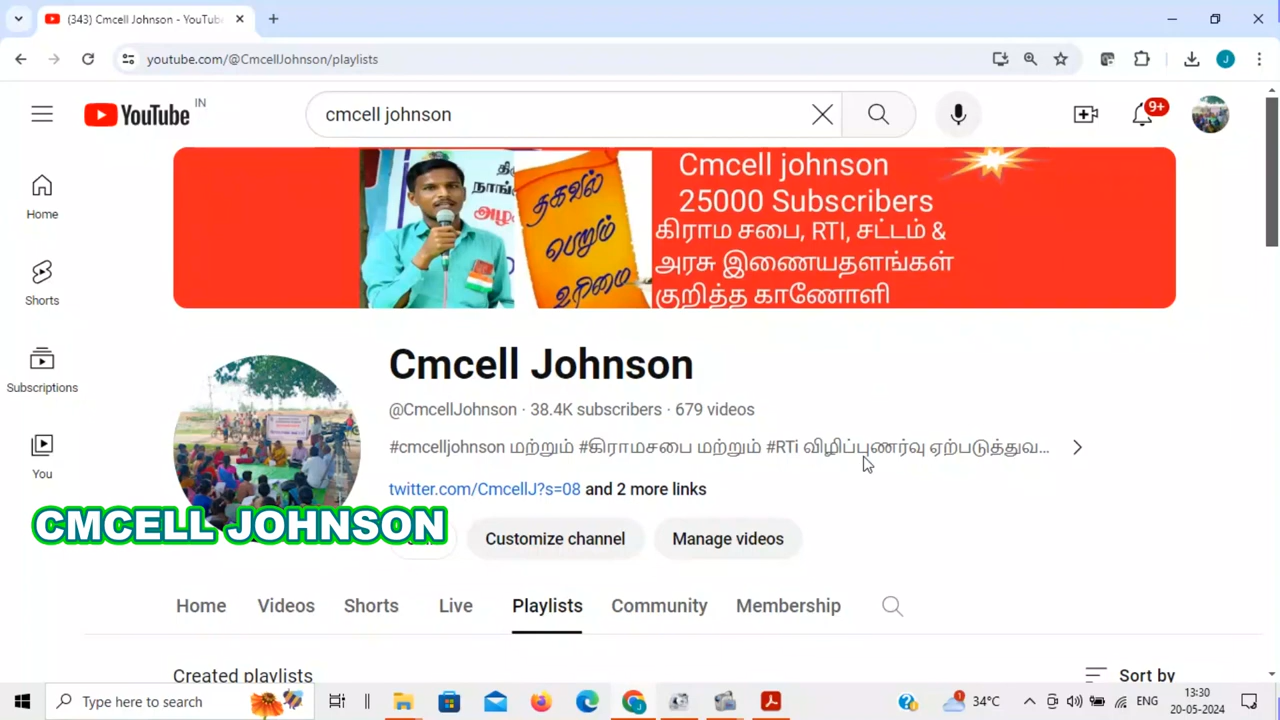 (343) Cmcell Johnson - YouTub
youtube.com/@CmcellJohnson/playlists
YouTube IN
cmcell johnson
9+
Home
Shorts
Subscriptions
You
நாங்
அழ
தகவல்
பெறும்
உரிமை
Cmcell johnson
25000 Subscribers
கிராம சபை, RTI, சட்டம் &
அரசு இணையதளங்கள்
குறித்த காணோளி
Cmcell Johnson
@CmcellJohnson · 38.4K subscribers · 679 videos
#cmcelljohnson மற்றும் #கிராமசபை மற்றும் #RTi விழிப்புணர்வு ஏற்படுத்துவ...
twitter.com/CmcellJ?s=08 and 2 more links
CMCELL JOHNSON
Customize channel
Manage videos
Home Videos Shorts Live Playlists Community Membership
Created playlists
Sort by
Type here to search
34°C
ENG
13:30
20-05-2024